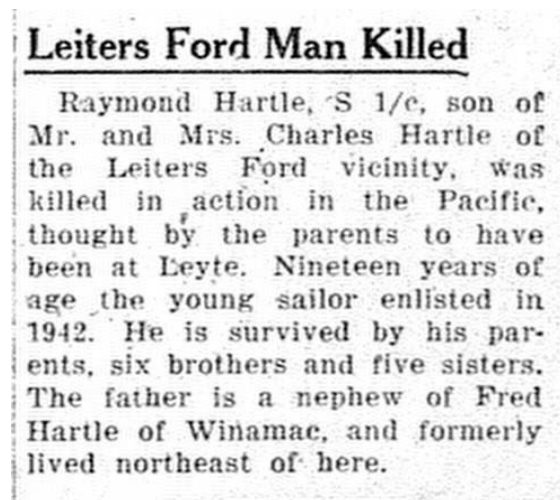 Leiters Ford Man Killed
Raymond Hartle, S 1/c, son of
Mr. and Mrs. Charles Hartle of
the Leiters Ford vicinity, was
killed in action in the Pacific,
thought by the parents to have
been at Leyte. Nineteen years of
age the young sailor enlisted in
1942. He is survived by his par-
ents, six brothers and five sisters.
The father is a nephew of Fred
Hartle of Winamac, and formerly
lived northeast of here.